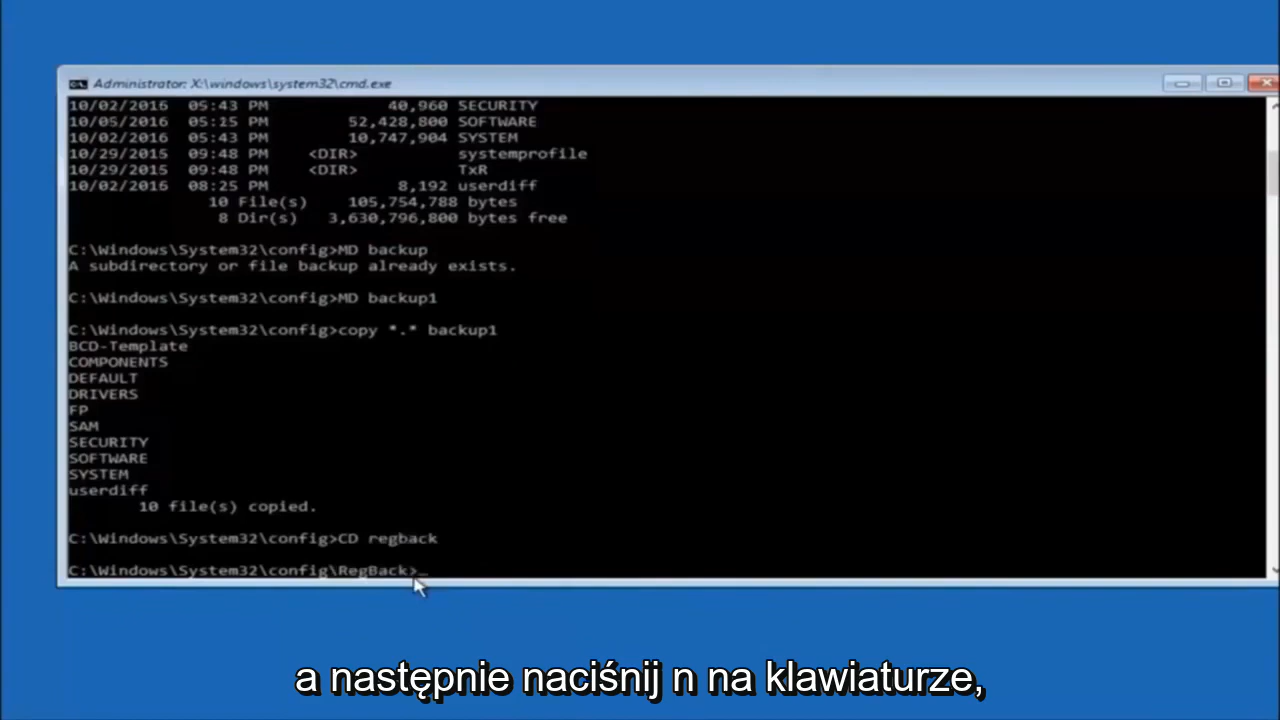 Administrator: X:\windows\system32\cmd.exe
10/02/2016 05:43 PM 40,960 SECURITY
10/05/2016 05:25 PM 52,428,800 SOFTWARE
10/02/2016 05:43 PM 10,747,904 SYSTEM
10/29/2015 09:48 PM <DIR> systemprofile
10/29/2015 09:48 PM <DIR> TxR
10/02/2016 08:25 PM 8,192 userdiff
10 File(s) 105,754,788 bytes
8 Dir(s) 3,630,796,800 bytes free
C:\Windows\System32\config>MD backup
A subdirectory or file backup already exists.
C:\Windows\System32\config>MD backup1
C:\Windows\System32\config>copy *.* backup1
BCD-Template
COMPONENTS
DEFAULT
DRIVERS
FP
SAM
SECURITY
SOFTWARE
SYSTEM
userdiff
10 file(s) copied.
C:\Windows\System32\config>CD regback
C:\Windows\System32\config\RegBack>_
a następnie naciśnij n na klawiaturze,